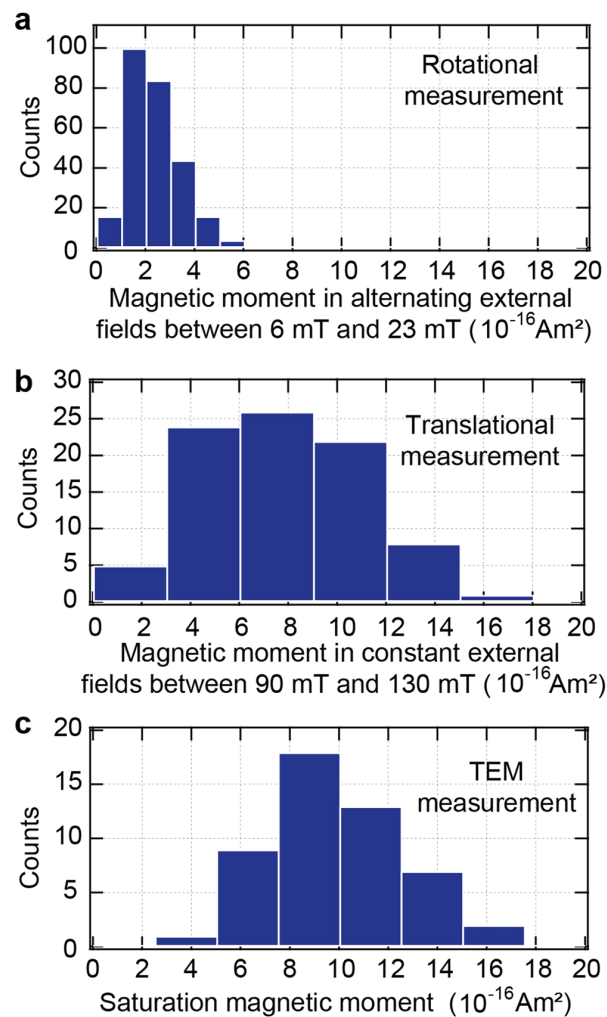 a
100
80
60
40
20
0
Counts
Rotational
measurement
0 2 4 6 8 10 12 14 16 18 20
Magnetic moment in alternating external
fields between 6 mT and 23 mT (10⁻¹⁶Am²)
b
30
25
20
15
10
5
0
Counts
Translational
measurement
0 2 4 6 8 10 12 14 16 18 20
Magnetic moment in constant external
fields between 90 mT and 130 mT (10⁻¹⁶Am²)
c
20
15
10
5
0
Counts
TEM
measurement
0 2 4 6 8 10 12 14 16 18 20
Saturation magnetic moment (10⁻¹⁶Am²)